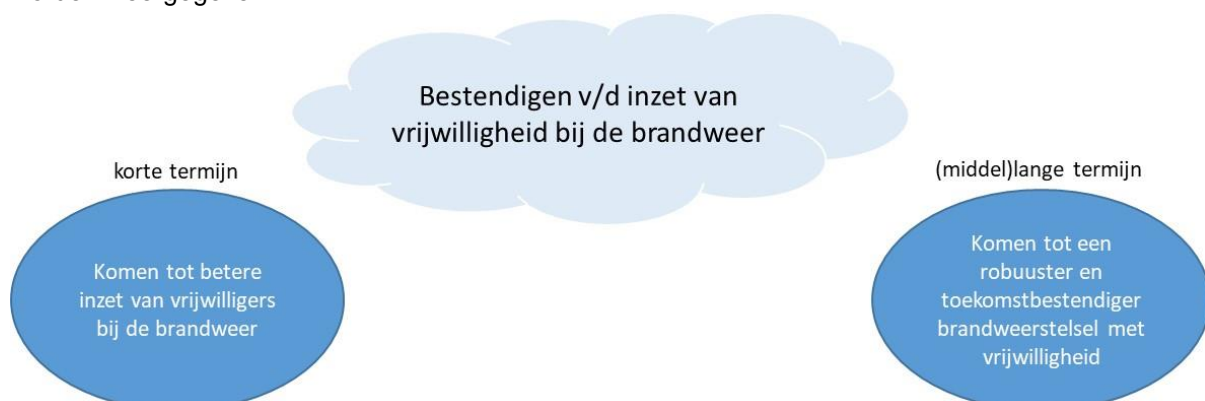 Bestendigen v/d inzet van
vrijwilligheid bij de brandweer
korte termijn
Komen tot betere
inzet van vrijwilligers
bij de brandweer
(middel)lange termijn
Komen tot een
robuuster en
toekomstbestendiger
brandweerstelsel met
vrijwilligheid